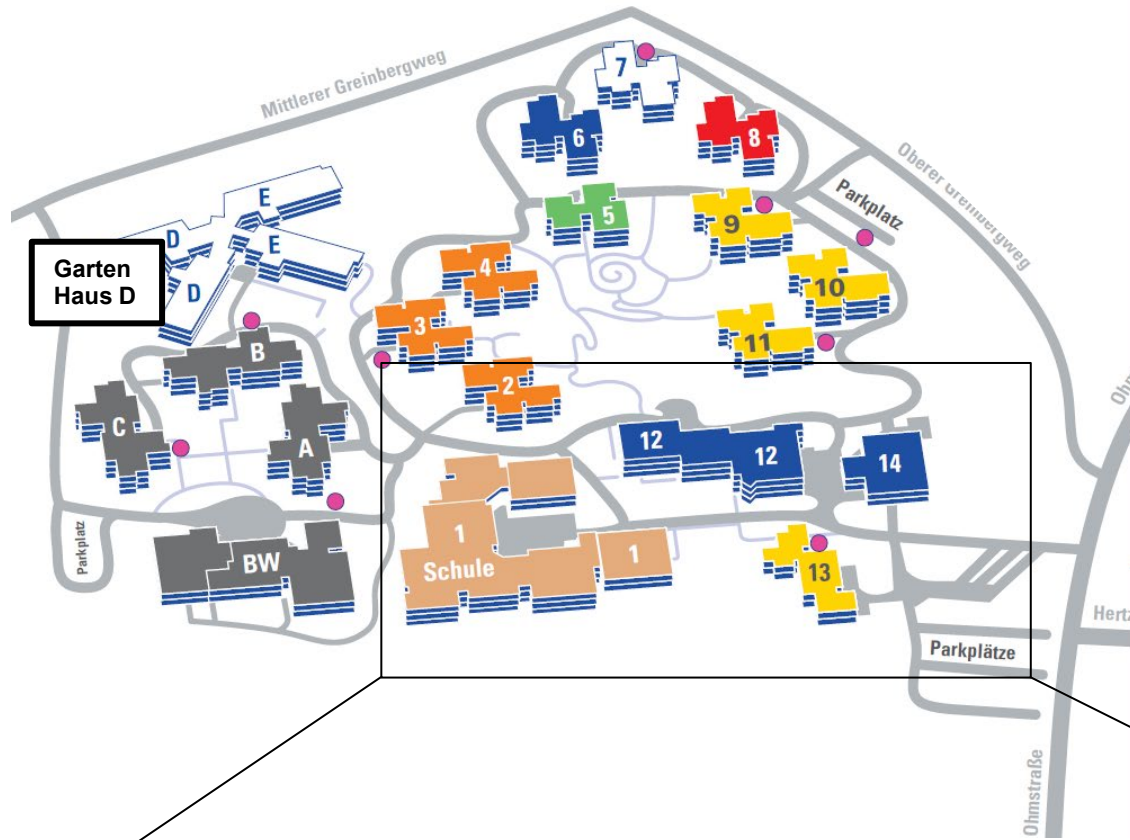 Mittlerer Greinbergweg
7
6
8
Oberer Greinbergweg
Parkplatz
5
9
E
D
E
Garten
Haus D
D
4
10
3
11
B
2
C
A
12
12
14
Parkplatz
1
BW
Schule
1
13
Parkplätze
Ohmstraße